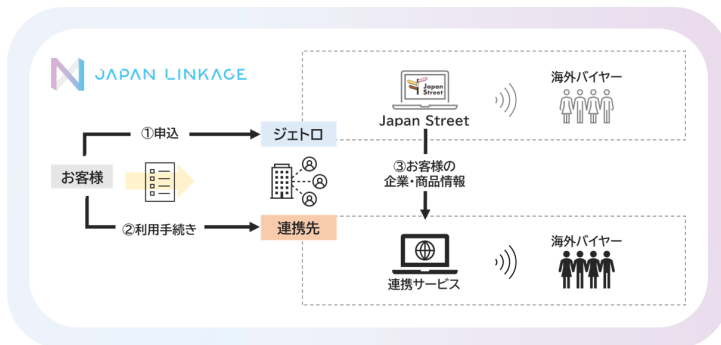 JAPAN LINKAGE
Japan
Street
海外バイヤー
Japan Street
①申込
ジェトロ
③お客様の
企業・商品情報
お客様
②利用手続き
連携先
海外バイヤー
連携サービス